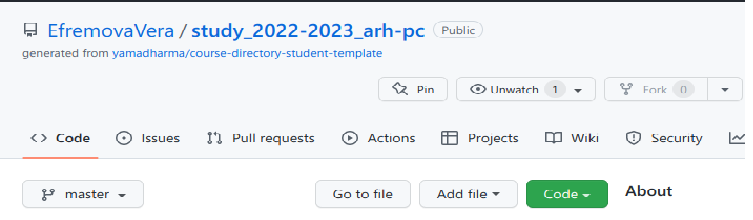 EfremovaVera / study_2022-2023_arh-pc Public
generated from yamadharma/course-directory-student-template
Pin Unwatch 1 Fork 0
Code Issues Pull requests Actions Projects Wiki Security
master Go to file Add file Code About